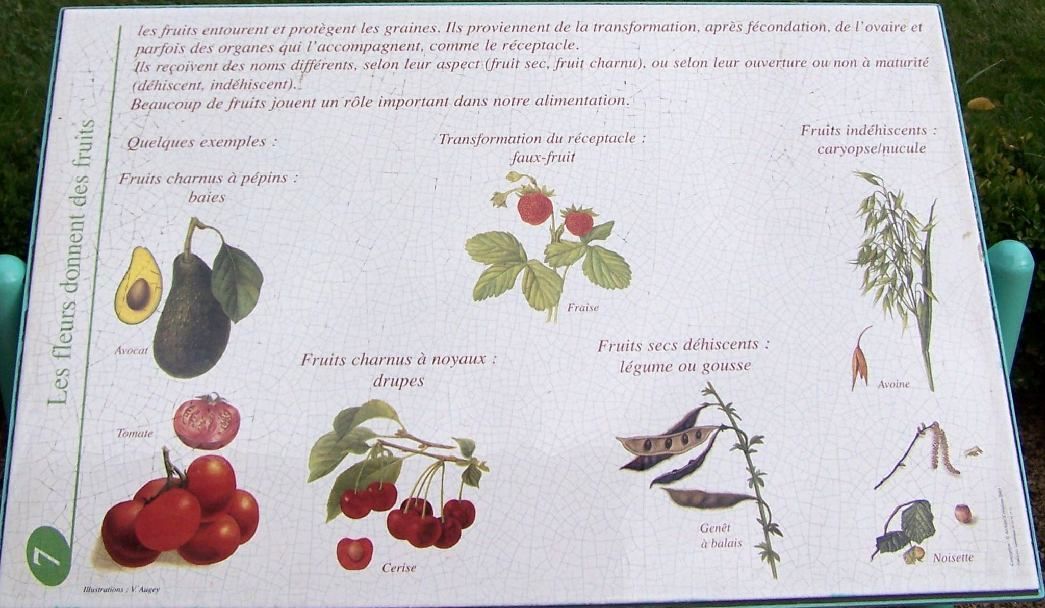 les fruits entourent et protègent les graines. Ils proviennent de la transformation, après fécondation, de l'ovaire et
parfois des organes qui l'accompagnent, comme le réceptacle.
Ils reçoivent des noms différents, selon leur aspect (fruit sec, fruit charnu), ou selon leur ouverture ou non à maturité
(déhiscent, indéhiscent).
Beaucoup de fruits jouent un rôle important dans notre alimentation.
Les fleurs donnent des fruits
7
Quelques exemples :
Fruits charnus à pépins :
baies
Avocat
Tomate
Transformation du réceptacle :
faux-fruit
Fraise
Fruits indéhiscents :
caryopse/nucule
Avoine
Noisette
Fruits charnus à noyaux :
drupes
Cerise
Fruits secs déhiscents :
légume ou gousse
Genêt
à balais
Illustrations : V. Augey